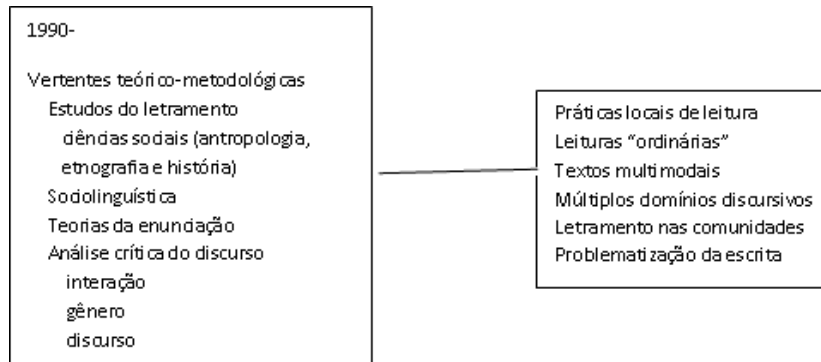 1990-
Vertentes teórico-metodológicas
Estudos do letramento
ciências sociais (antropologia,
etnografia e história)
Sociolinguística
Teorias da enunciação
Análise crítica do discurso
interação
gênero
discurso
Práticas locais de leitura
Leituras “ordinárias”
Textos multimodais
Múltiplos domínios discursivos
Letramento nas comunidades
Problematização da escrita